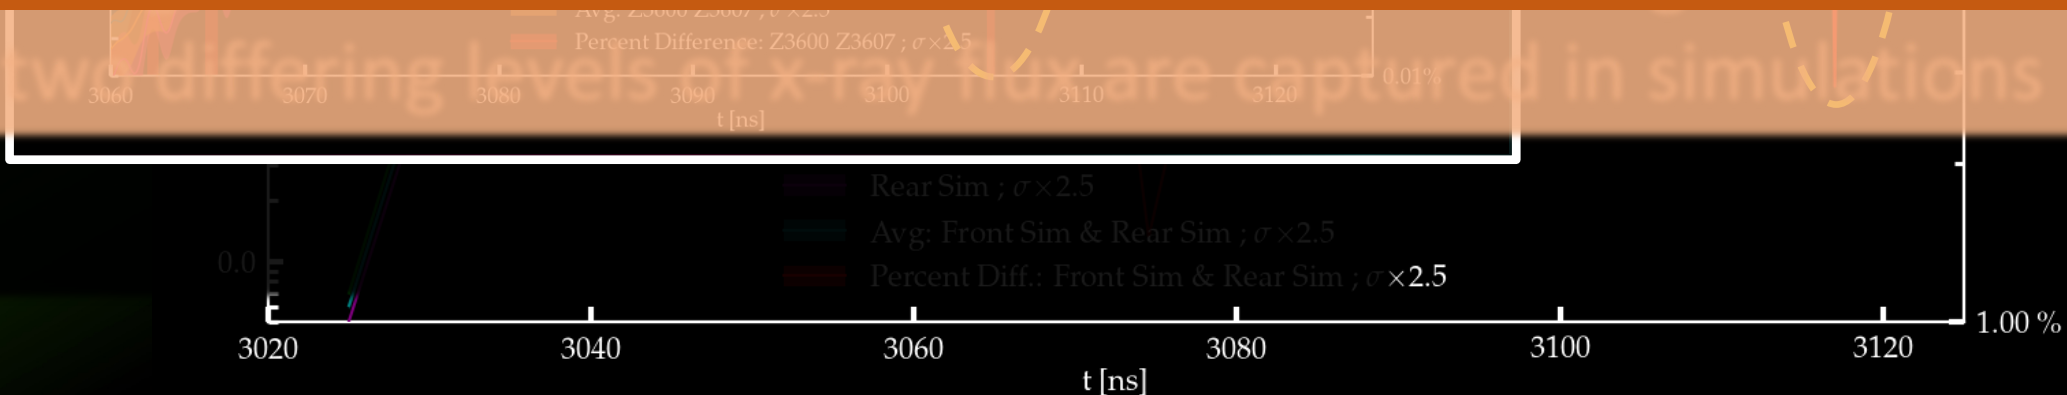 Avg: Z3600 Z3607 ; σ×2.5
Percent Difference: Z3600 Z3607 ; σ×2.5
two differing levels of x-ray flux are captured in simulations
0.01%
3060 3070 3080 3090 3100 3110 3120
t [ns]
Rear Sim ; σ×2.5
Avg: Front Sim & Rear Sim ; σ×2.5
0.0
Percent Diff.: Front Sim & Rear Sim ; σ×2.5
1.00 %
3020 3040 3060 3080 3100 3120
t [ns]